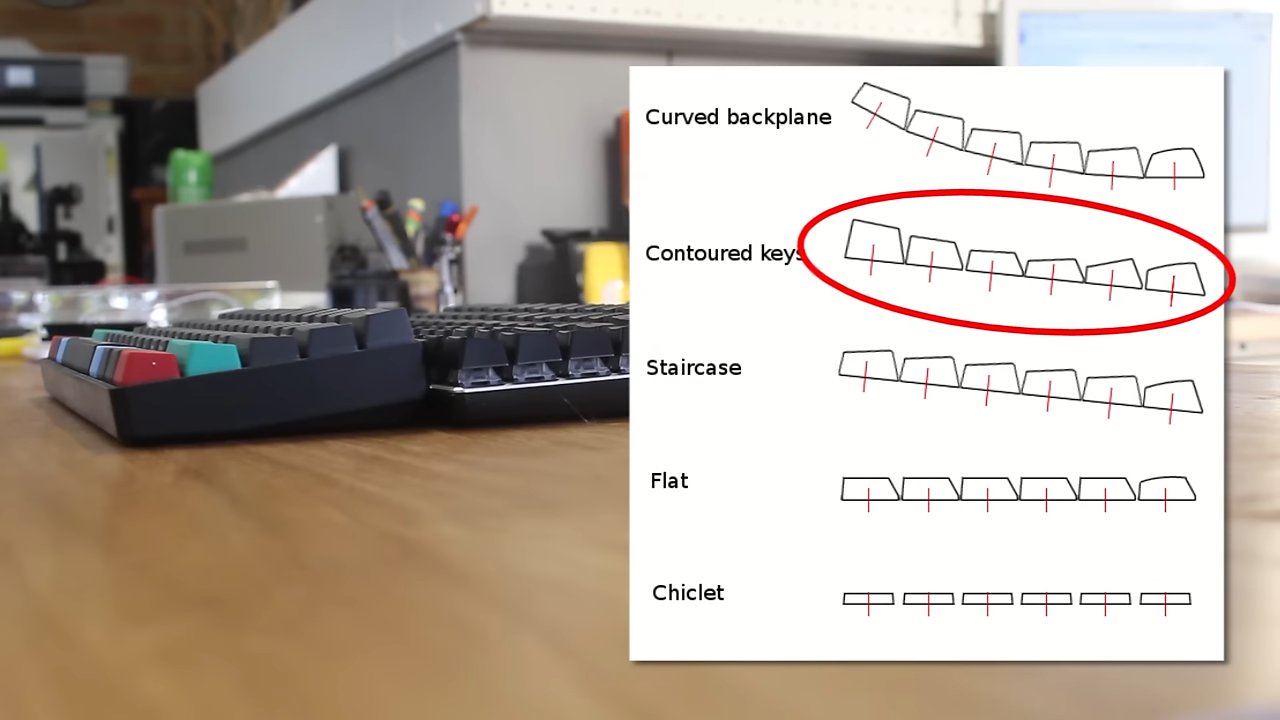 Curved backplane
Contoured keys
Staircase
Flat
Chiclet